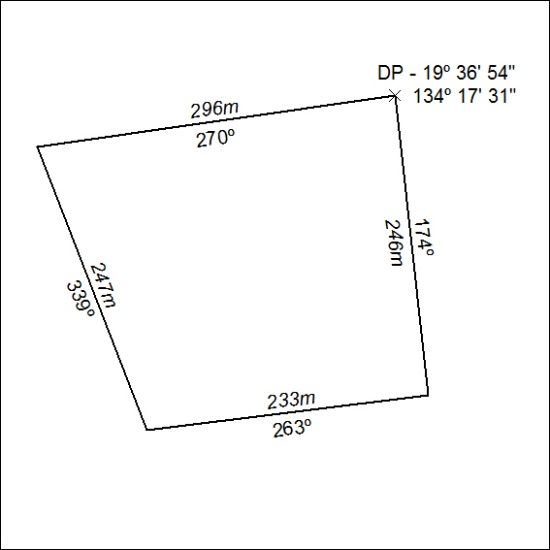 DP - 19º 36' 54"
134º 17' 31"
296m
270º
174º
246m
247m
339º
233m
263º